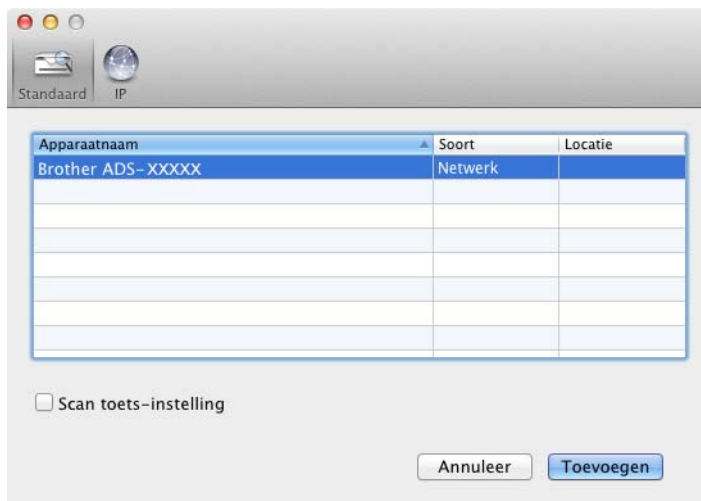 Standaard IP
Apparaatnaam Soort Locatie
Brother ADS-XXXXX Netwerk
Scan toets-instelling
Annuleer Toevoegen